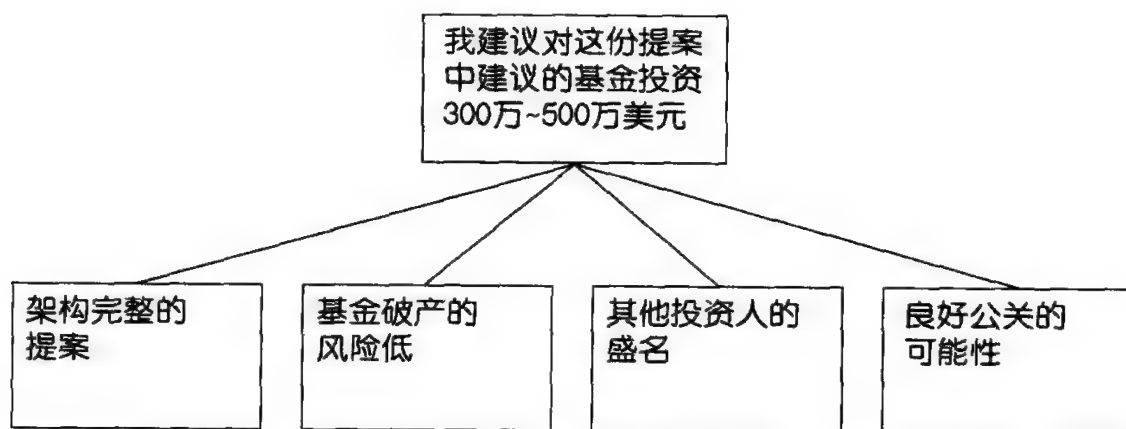 我建议对这份提案
中建议的基金投资
300万~500万美元
架构完整的
提案
基金破产的
风险低
其他投资人的
盛名
良好公关的
可能性